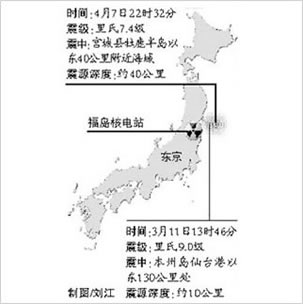 时间:4月7日22时32分
震级:里氏7.4级
震中:宫城县牡鹿半岛以
东40公里附近海域
震源深度:约40公里
福岛核电站
东京
时间:3月11日13时46分
震级:里氏9.0级
震中:本州岛仙台港以
东130公里处
制图/刘江 震源深度:约10公里